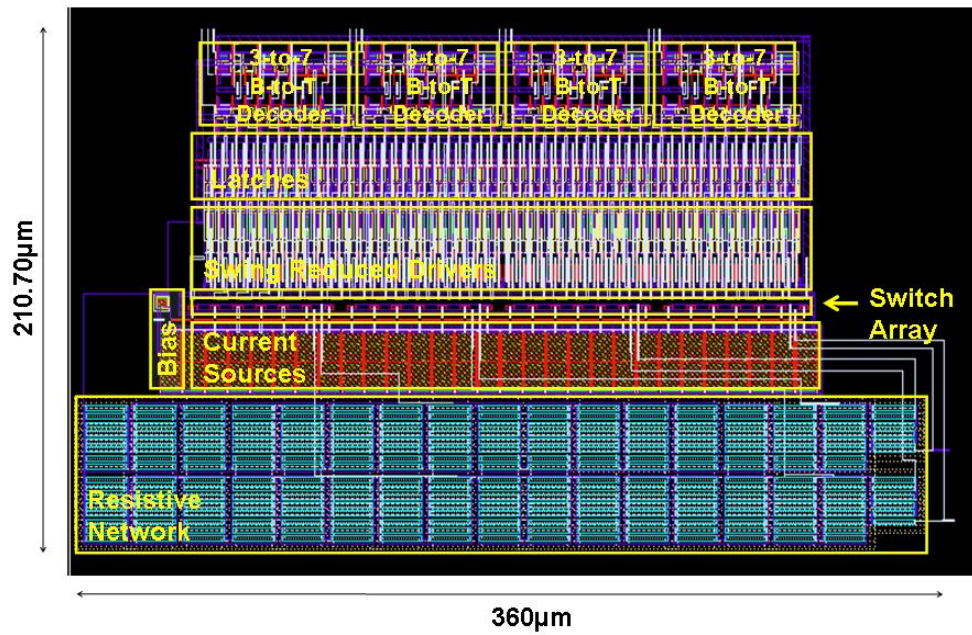 3-to-7
B-to-T
Decoder
3-to-7
B-to-T
Decoder
3-to-7
B-to-T
Decoder
3-to-7
B-to-T
Decoder
Latches
Swing Reduced Drivers
Switch
Array
Bias
Current
Sources
Resistive
Network
210.70µm
360µm